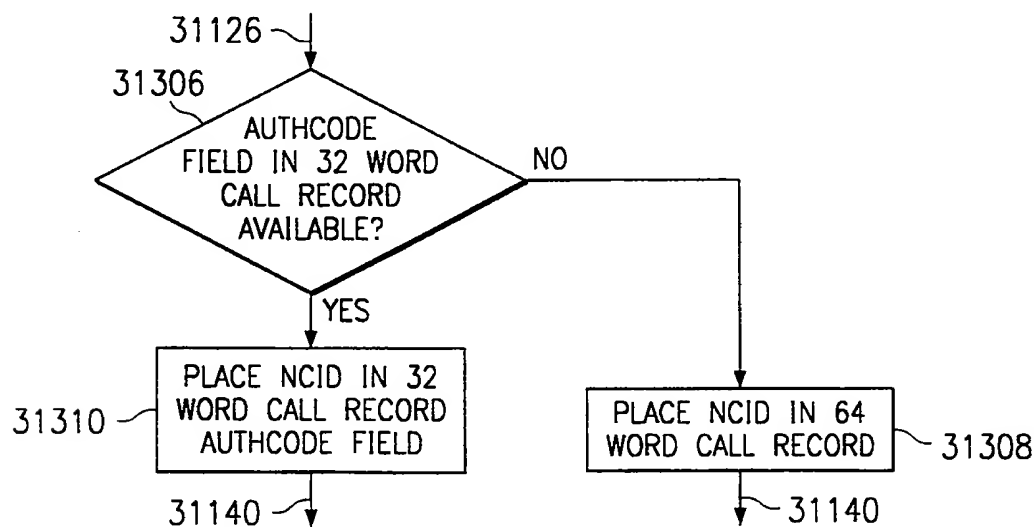 31126
31306
AUTHCODE
FIELD IN 32 WORD
CALL RECORD
AVAILABLE?
NO
YES
PLACE NCID IN 32
WORD CALL RECORD
AUTHCODE FIELD
31310
PLACE NCID IN 64
WORD CALL RECORD
31308
31140
31140